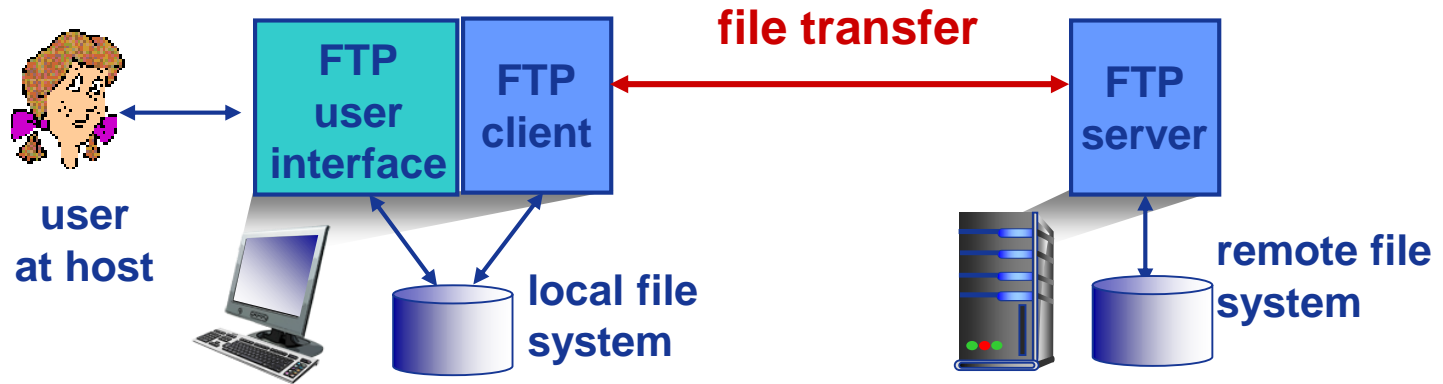 file transfer
FTP
user
interface
FTP
client
FTP
server
user
at host
local file
system
remote file
system